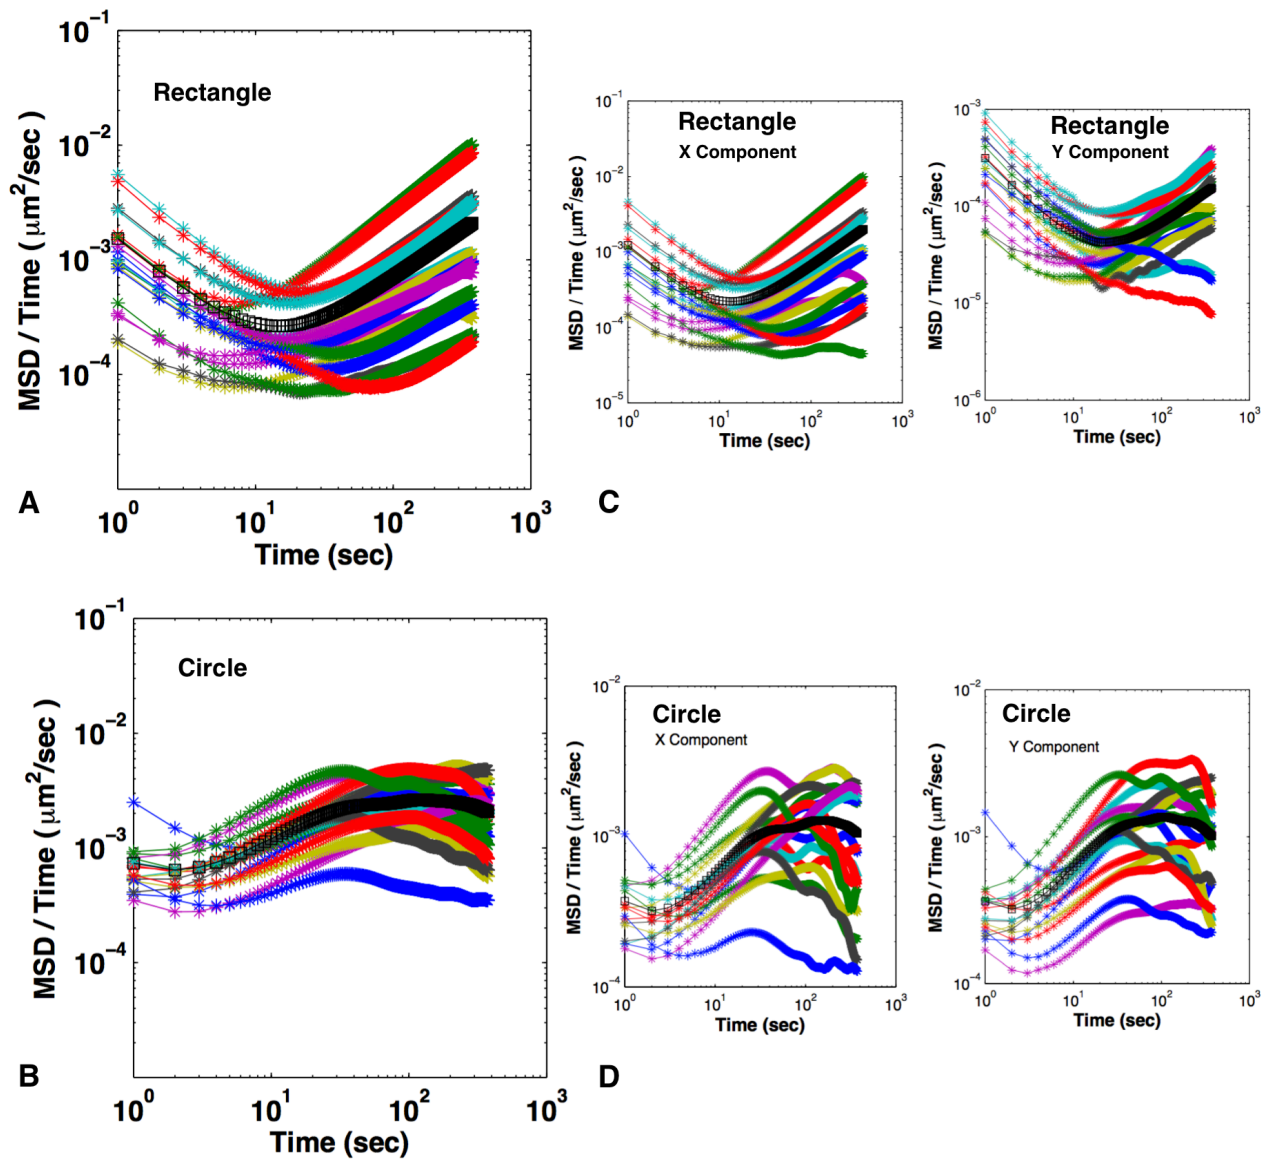 10^-1
10^-2
10^-3
10^-4
MSD / Time ( μm^2/sec )
Rectangle
10^0
10^1
10^2
10^3
Time (sec)
A
10^-1
10^-2
10^-3
10^-4
10^-5
MSD / Time ( μm^2/sec )
Rectangle
X Component
10^0
10^1
10^2
10^3
Time (sec)
10^-3
10^-4
10^-5
10^-6
MSD / Time ( μm^2/sec )
Rectangle
Y Component
10^0
10^1
10^2
10^3
Time (sec)
C
10^-1
10^-2
10^-3
10^-4
MSD / Time ( μm^2/sec )
Circle
10^0
10^1
10^2
10^3
Time (sec)
B
10^-2
10^-3
10^-4
MSD / Time ( μm^2/sec )
Circle
X Component
10^0
10^1
10^2
10^3
Time (sec)
10^-2
10^-3
10^-4
MSD / Time ( μm^2/sec )
Circle
Y Component
10^0
10^1
10^2
10^3
Time (sec)
D